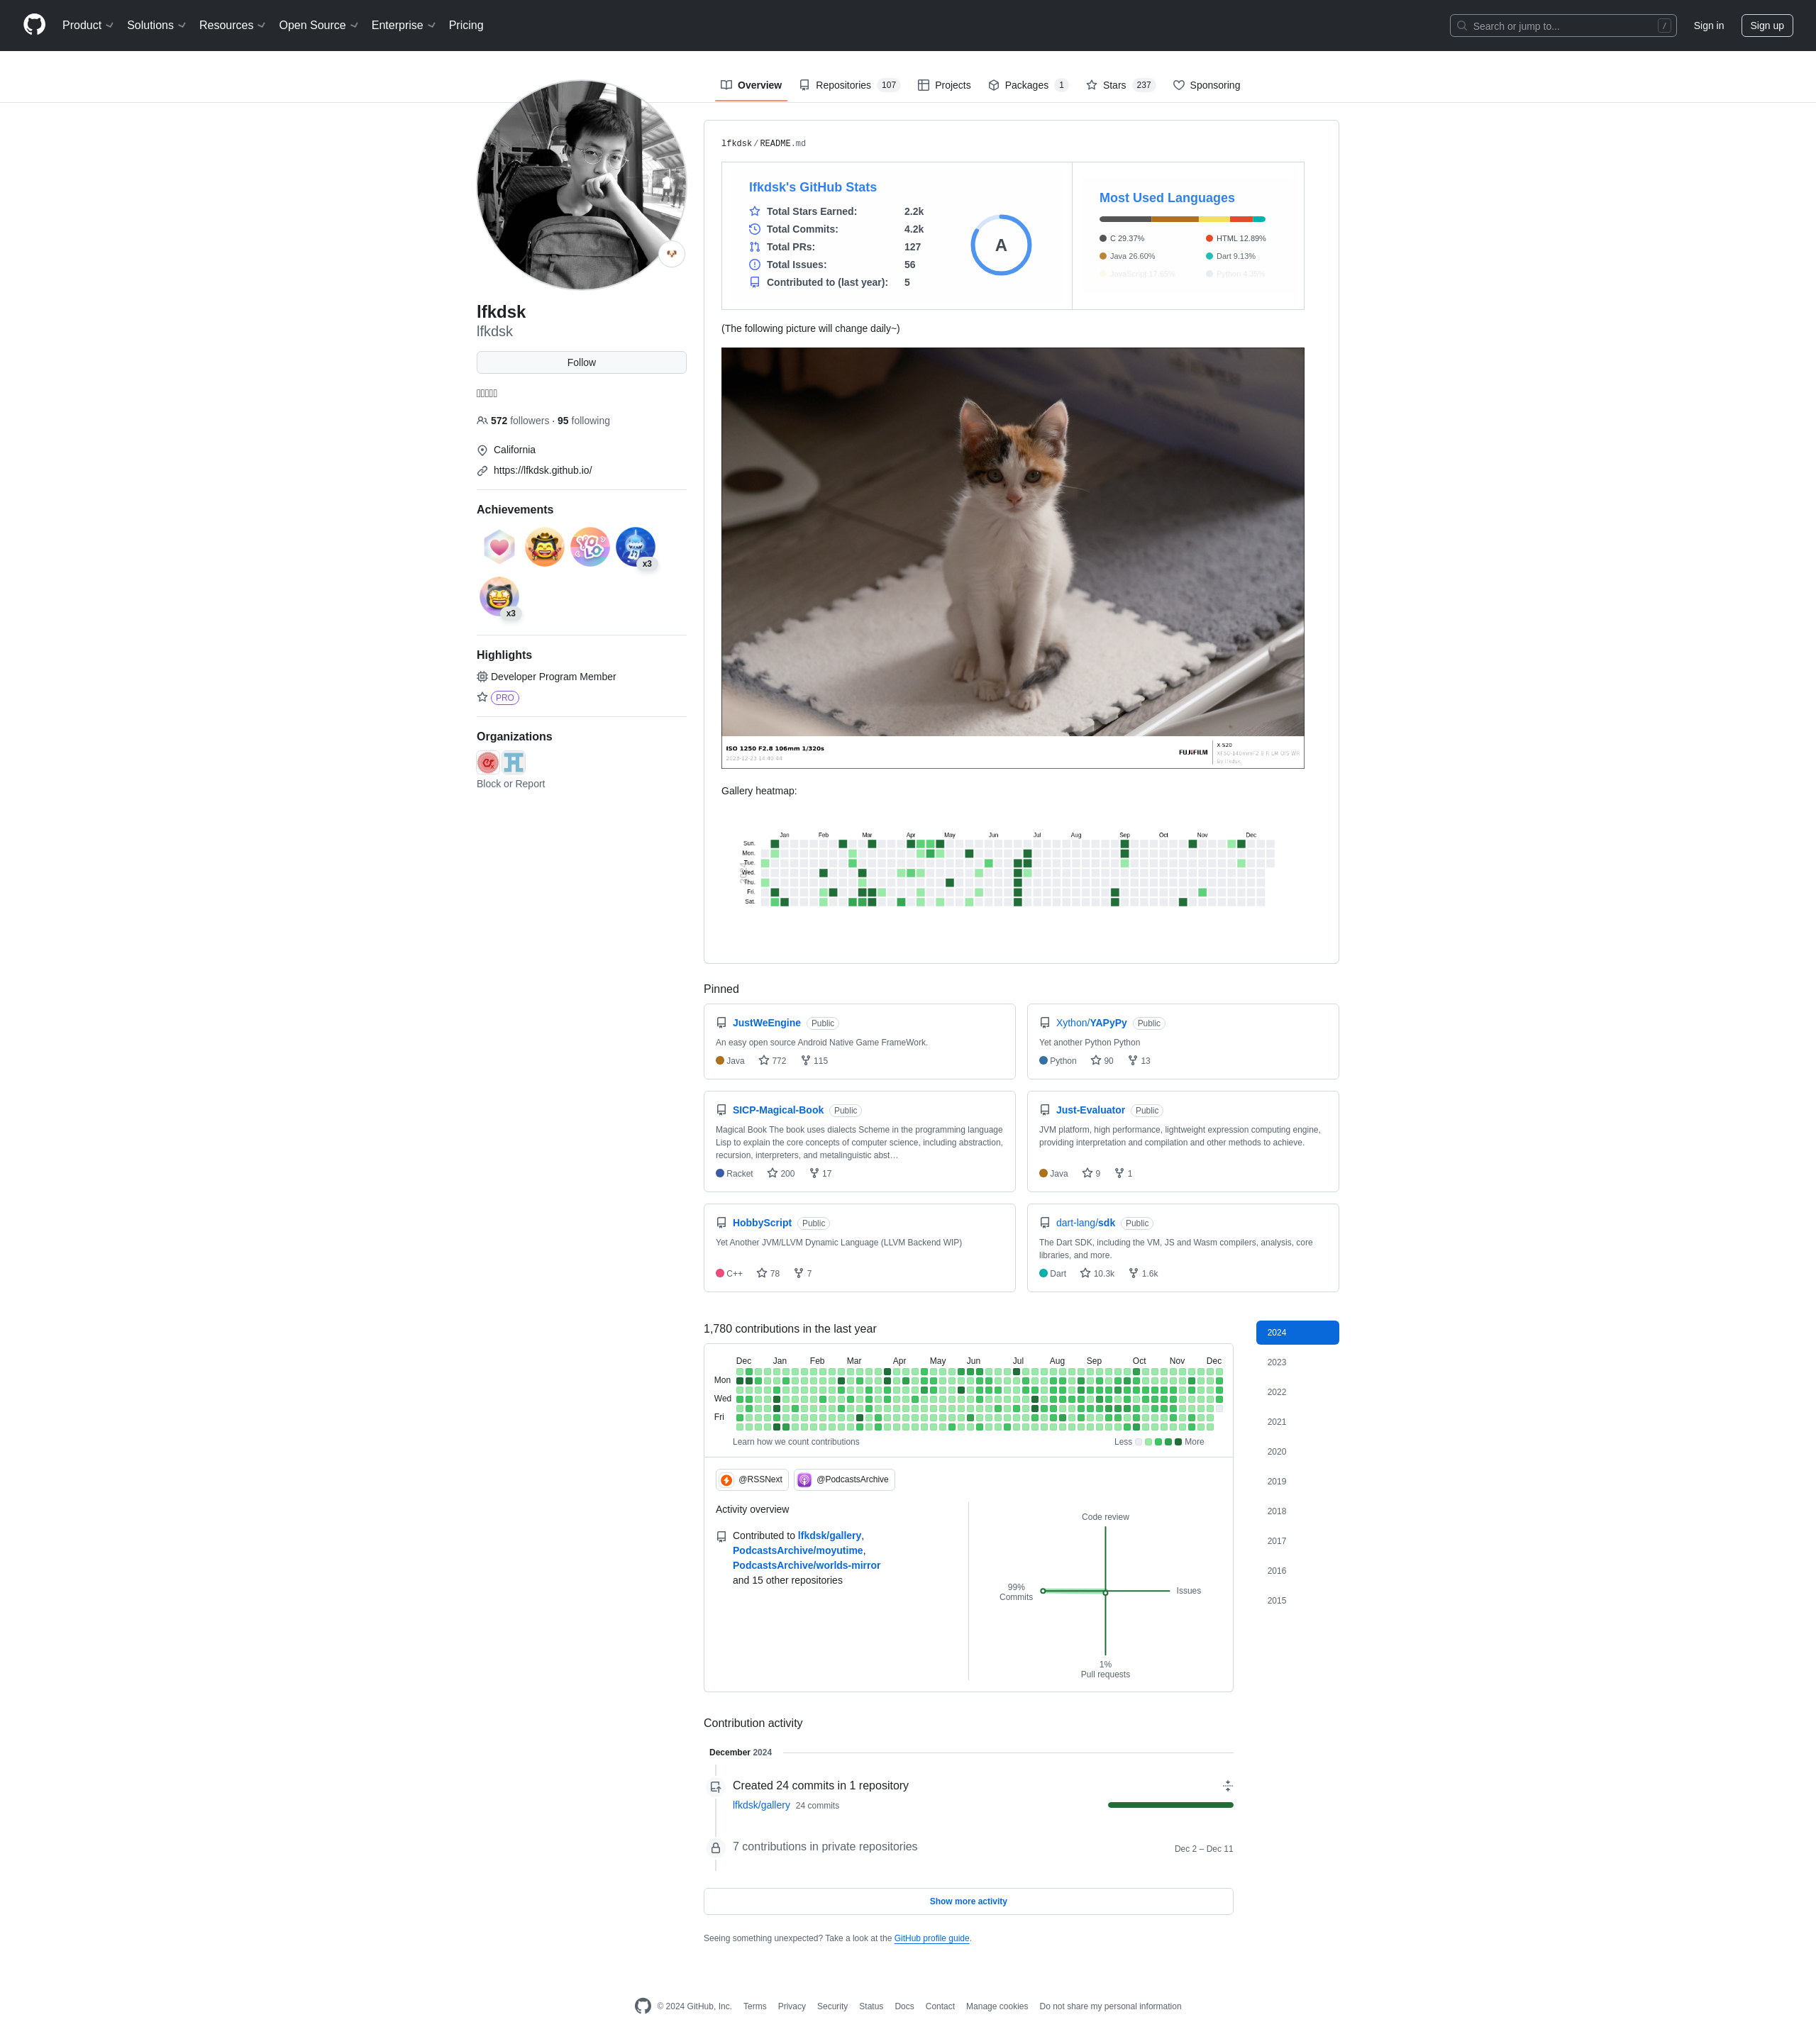 Product Solutions Resources Open Source Enterprise Pricing Search or jump to... / Sign in Sign up
Overview Repositories 107 Projects Packages 1 Stars 237 Sponsoring
lfkdsk
lfkdsk
Follow
572 followers · 95 following
California
https://lfkdsk.github.io/
Achievements
YOLO
x3
x3
Highlights
Developer Program Member
PRO
Organizations
Block or Report
lfkdsk / README.md
lfkdsk's GitHub Stats
Total Stars Earned: 2.2k
Total Commits: 4.2k
Total PRs: 127
Total Issues: 56
Contributed to (last year): 5
A
Most Used Languages
C 29.37% HTML 12.89%
Java 26.60% Dart 9.13%
(The following picture will change daily~)
ISO 1250 F2.8 106mm 1/320s
2023-12-23 14:40:44
FUJIFILM
X-S20
By lfkdsk
Gallery heatmap:
Jan Feb Mar Apr May Jun Jul Aug Sep Oct Nov Dec
Sun.
Mon.
Tue.
Wed.
Thu.
Fri.
Sat.
Pinned
JustWeEngine Public
An easy open source Android Native Game FrameWork.
Java 772 115
Xython/YAPyPy Public
Yet another Python Python
Python 90 13
SICP-Magical-Book Public
Magical Book The book uses dialects Scheme in the programming language
Lisp to explain the core concepts of computer science, including abstraction,
recursion, interpreters, and metalinguistic abst…
Racket 200 17
Just-Evaluator Public
JVM platform, high performance, lightweight expression computing engine,
providing interpretation and compilation and other methods to achieve.
Java 9 1
HobbyScript Public
Yet Another JVM/LLVM Dynamic Language (LLVM Backend WIP)
C++ 78 7
dart-lang/sdk Public
The Dart SDK, including the VM, JS and Wasm compilers, analysis, core
libraries, and more.
Dart 10.3k 1.6k
1,780 contributions in the last year
Dec Jan Feb Mar Apr May Jun Jul Aug Sep Oct Nov Dec
Mon
Wed
Fri
Learn how we count contributions Less More
@RSSNext @PodcastsArchive
Activity overview
Contributed to lfkdsk/gallery,
PodcastsArchive/moyutime,
PodcastsArchive/worlds-mirror
and 15 other repositories
Code review
99%
Commits
Issues
1%
Pull requests
2024
2023
2022
2021
2020
2019
2018
2017
2016
2015
Contribution activity
December 2024
Created 24 commits in 1 repository
lfkdsk/gallery 24 commits
7 contributions in private repositories Dec 2 – Dec 11
Show more activity
Seeing something unexpected? Take a look at the GitHub profile guide.
© 2024 GitHub, Inc. Terms Privacy Security Status Docs Contact Manage cookies Do not share my personal information